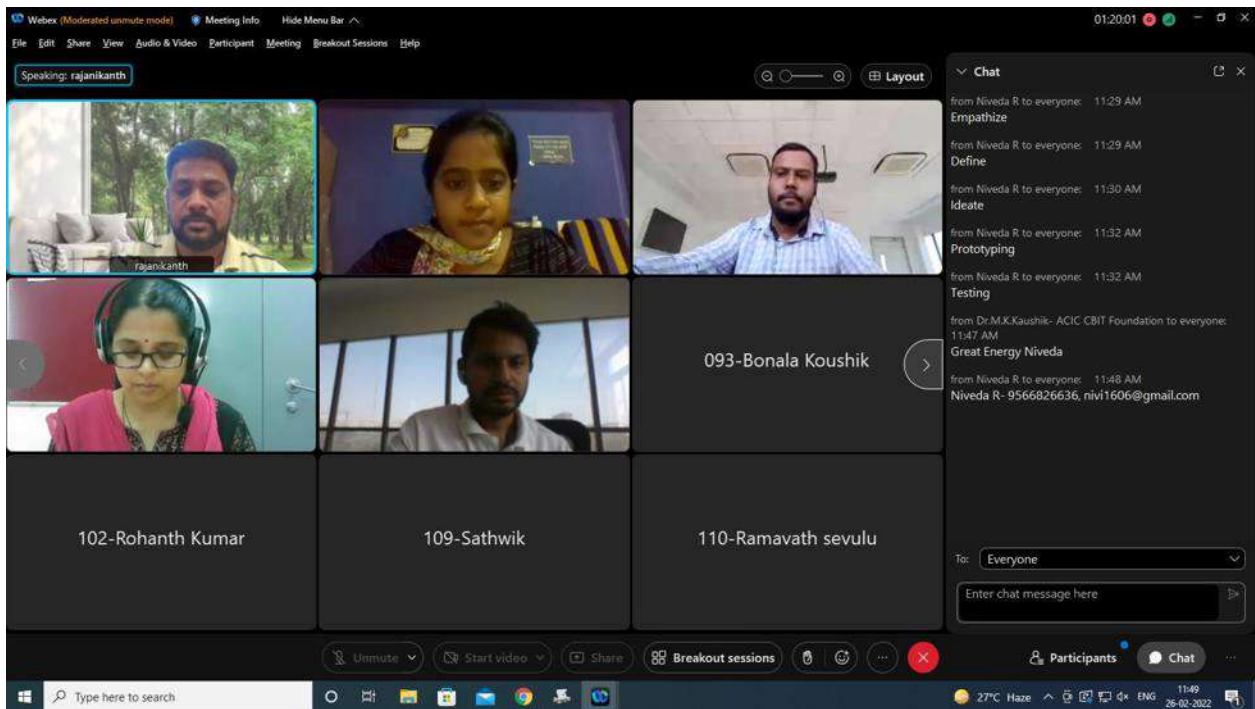 Webex (Moderated unmute mode) Meeting Info Hide Menu Bar
01:20:01
File Edit Share View Audio & Video Participant Meeting Breakout Sessions Help
Speaking: rajanikanth
Layout
rajanikanth
093-Bonala Koushik
102-Rohanth Kumar
109-Sathwik
110-Ramavath sevulu
Chat
from Niveda R to everyone: 11:29 AM
Empathize
from Niveda R to everyone: 11:29 AM
Define
from Niveda R to everyone: 11:30 AM
Ideate
from Niveda R to everyone: 11:32 AM
Prototyping
from Niveda R to everyone: 11:32 AM
Testing
from Dr.M.K.Kaushik- ACIC CBIT Foundation to everyone:
11:47 AM
Great Energy Niveda
from Niveda R to everyone: 11:48 AM
Niveda R- 9566826636, nivi1606@gmail.com
To: Everyone
Enter chat message here
Unmute Start video Share Breakout sessions
Participants Chat
Type here to search
27°C Haze ENG 11:49
26-02-2022